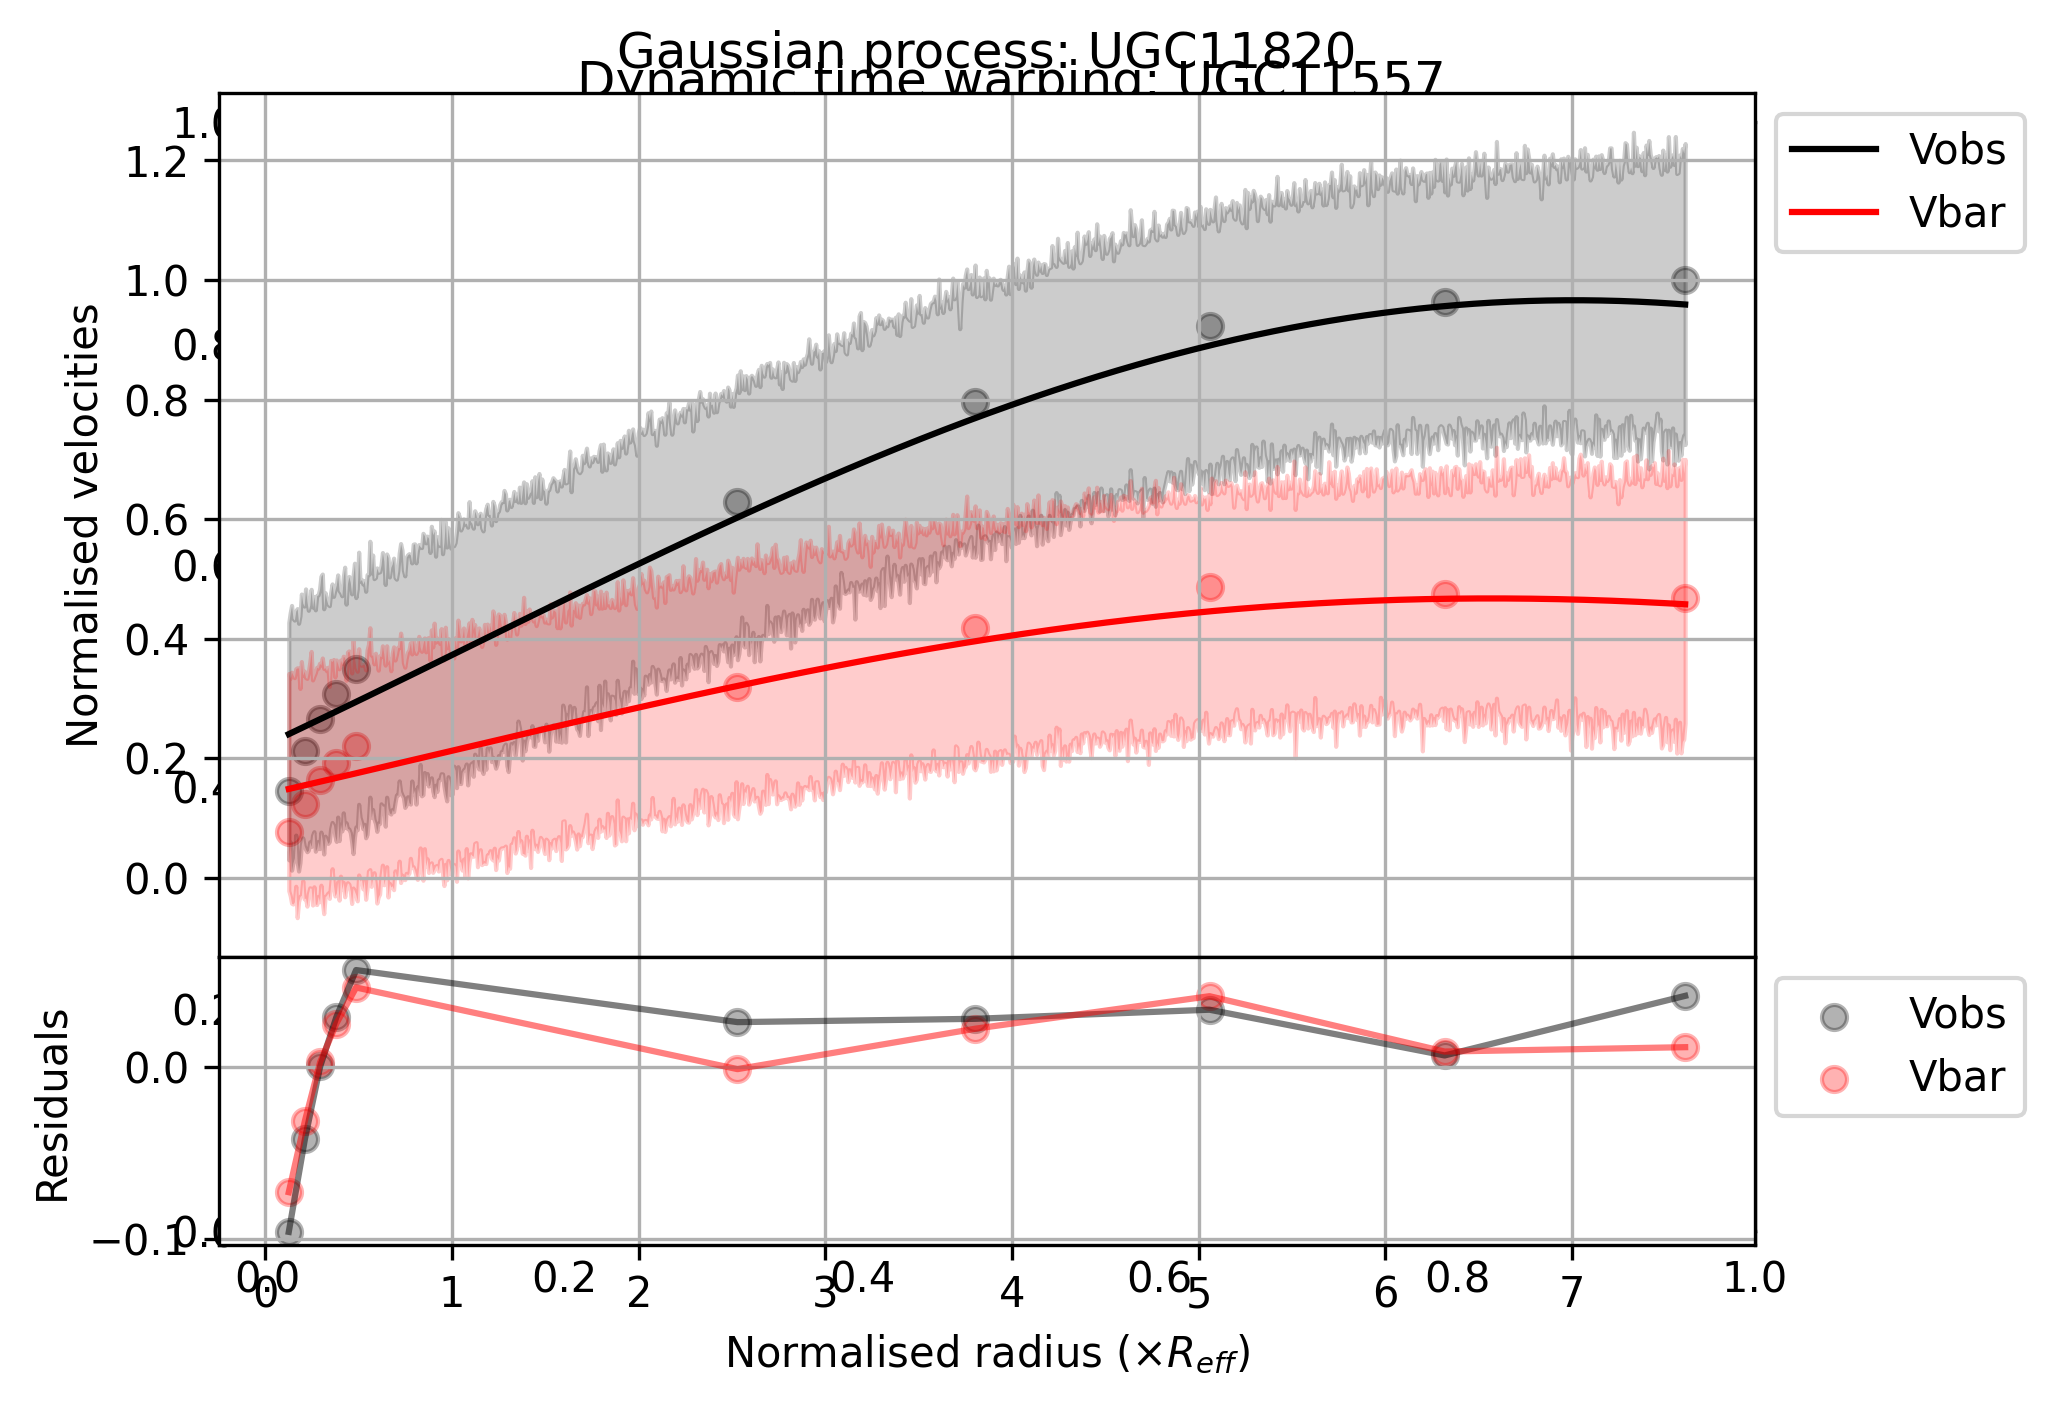 Gaussian process: UGC11820
Dynamic time warping: UGC11557
1.2
1.0
0.8
0.6
0.4
0.2
0.0
Normalised velocities
Vobs
Vbar
0.0
−0.1
Residuals
Vobs
Vbar
0.0 0.2 0.4 0.6 0.8 1.0
0 1 2 3 4 5 6 7
Normalised radius (×R_eff)